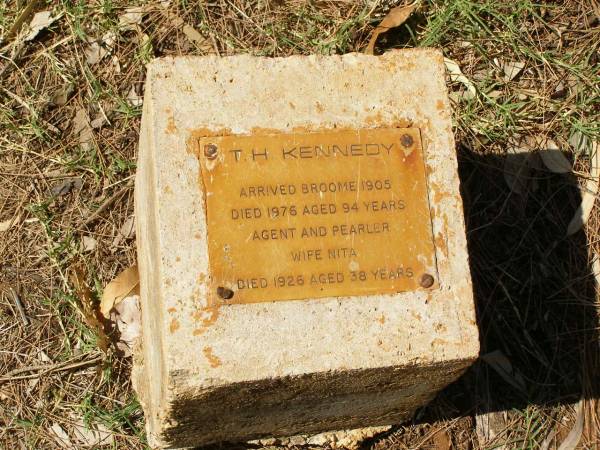 T. H. KENNEDY
ARRIVED BROOME 1905
DIED 1976 AGED 94 YEARS
AGENT AND PEARLER
WIFE NITA
DIED 1926 AGED 38 YEARS